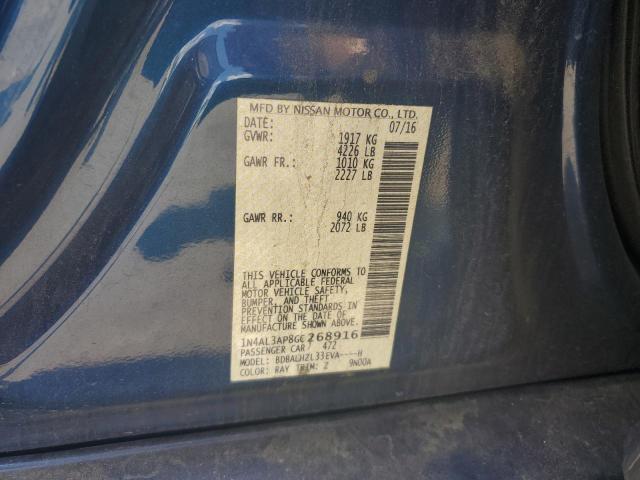 MFD BY NISSAN MOTOR CO., LTD.
DATE: 07/16
GVWR: 1917 KG
4226 LB
GAWR FR.: 1010 KG
2227 LB
GAWR RR.: 940 KG
2072 LB
THIS VEHICLE CONFORMS TO
ALL APPLICABLE FEDERAL
MOTOR VEHICLE SAFETY,
BUMPER, AND THEFT
PREVENTION STANDARDS IN
EFFECT ON THE DATE OF
MANUFACTURE SHOWN ABOVE.
1N4AL3AP8GC268916
PASSENGER CAR 472
MODEL: BDBALHZL33EVA----H
COLOR: RAY TRIM: Z 9N00A